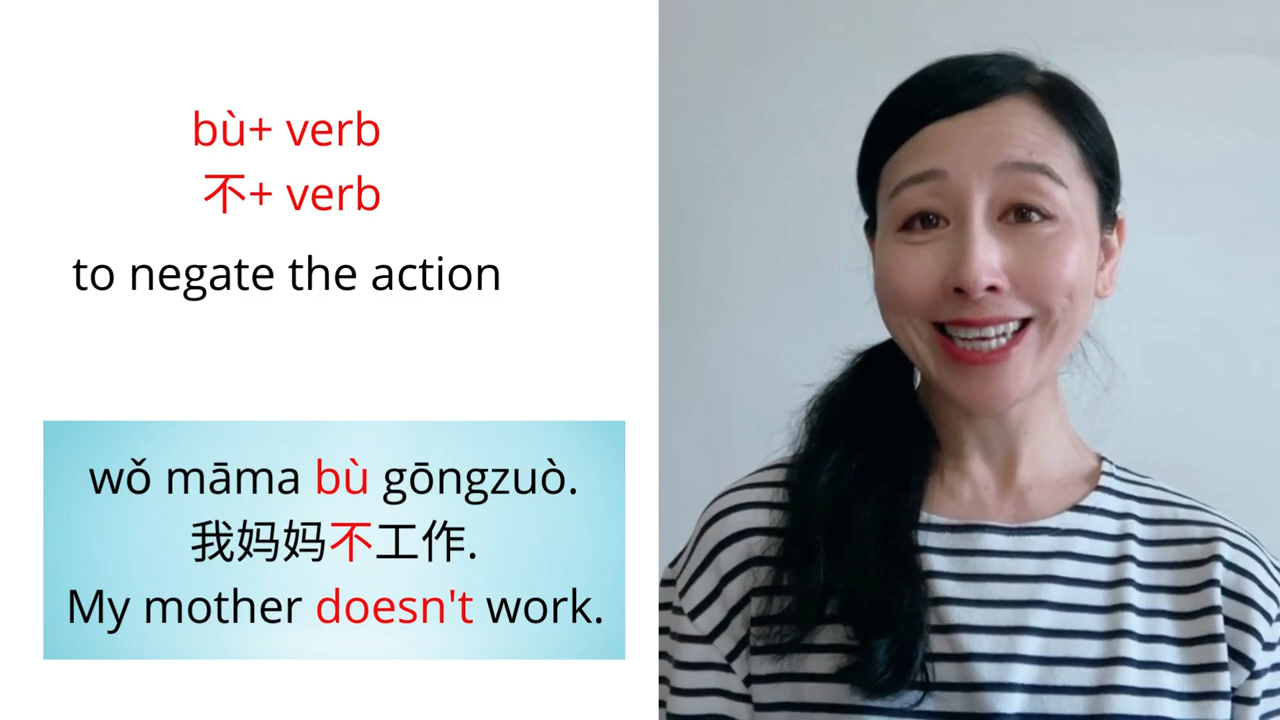 bù+ verb
不+ verb
to negate the action
wǒ māma bù gōngzuò.
我妈妈不工作.
My mother doesn't work.